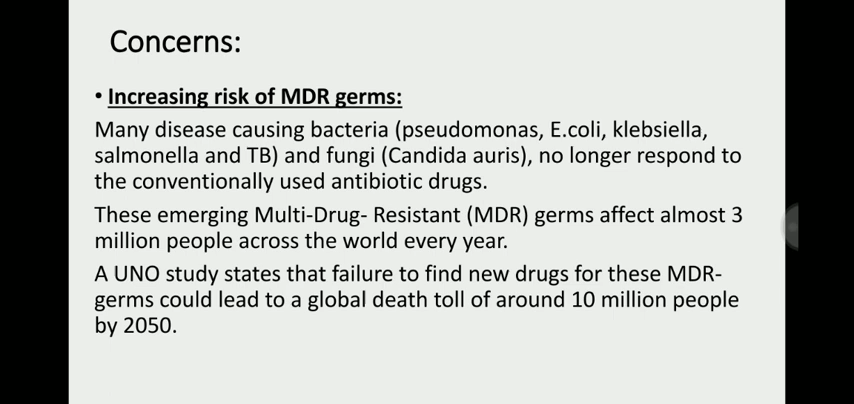 Concerns:
• Increasing risk of MDR germs:
Many disease causing bacteria (pseudomonas, E.coli, klebsiella,
salmonella and TB) and fungi (Candida auris), no longer respond to
the conventionally used antibiotic drugs.
These emerging Multi-Drug- Resistant (MDR) germs affect almost 3
million people across the world every year.
A UNO study states that failure to find new drugs for these MDR-
germs could lead to a global death toll of around 10 million people
by 2050.